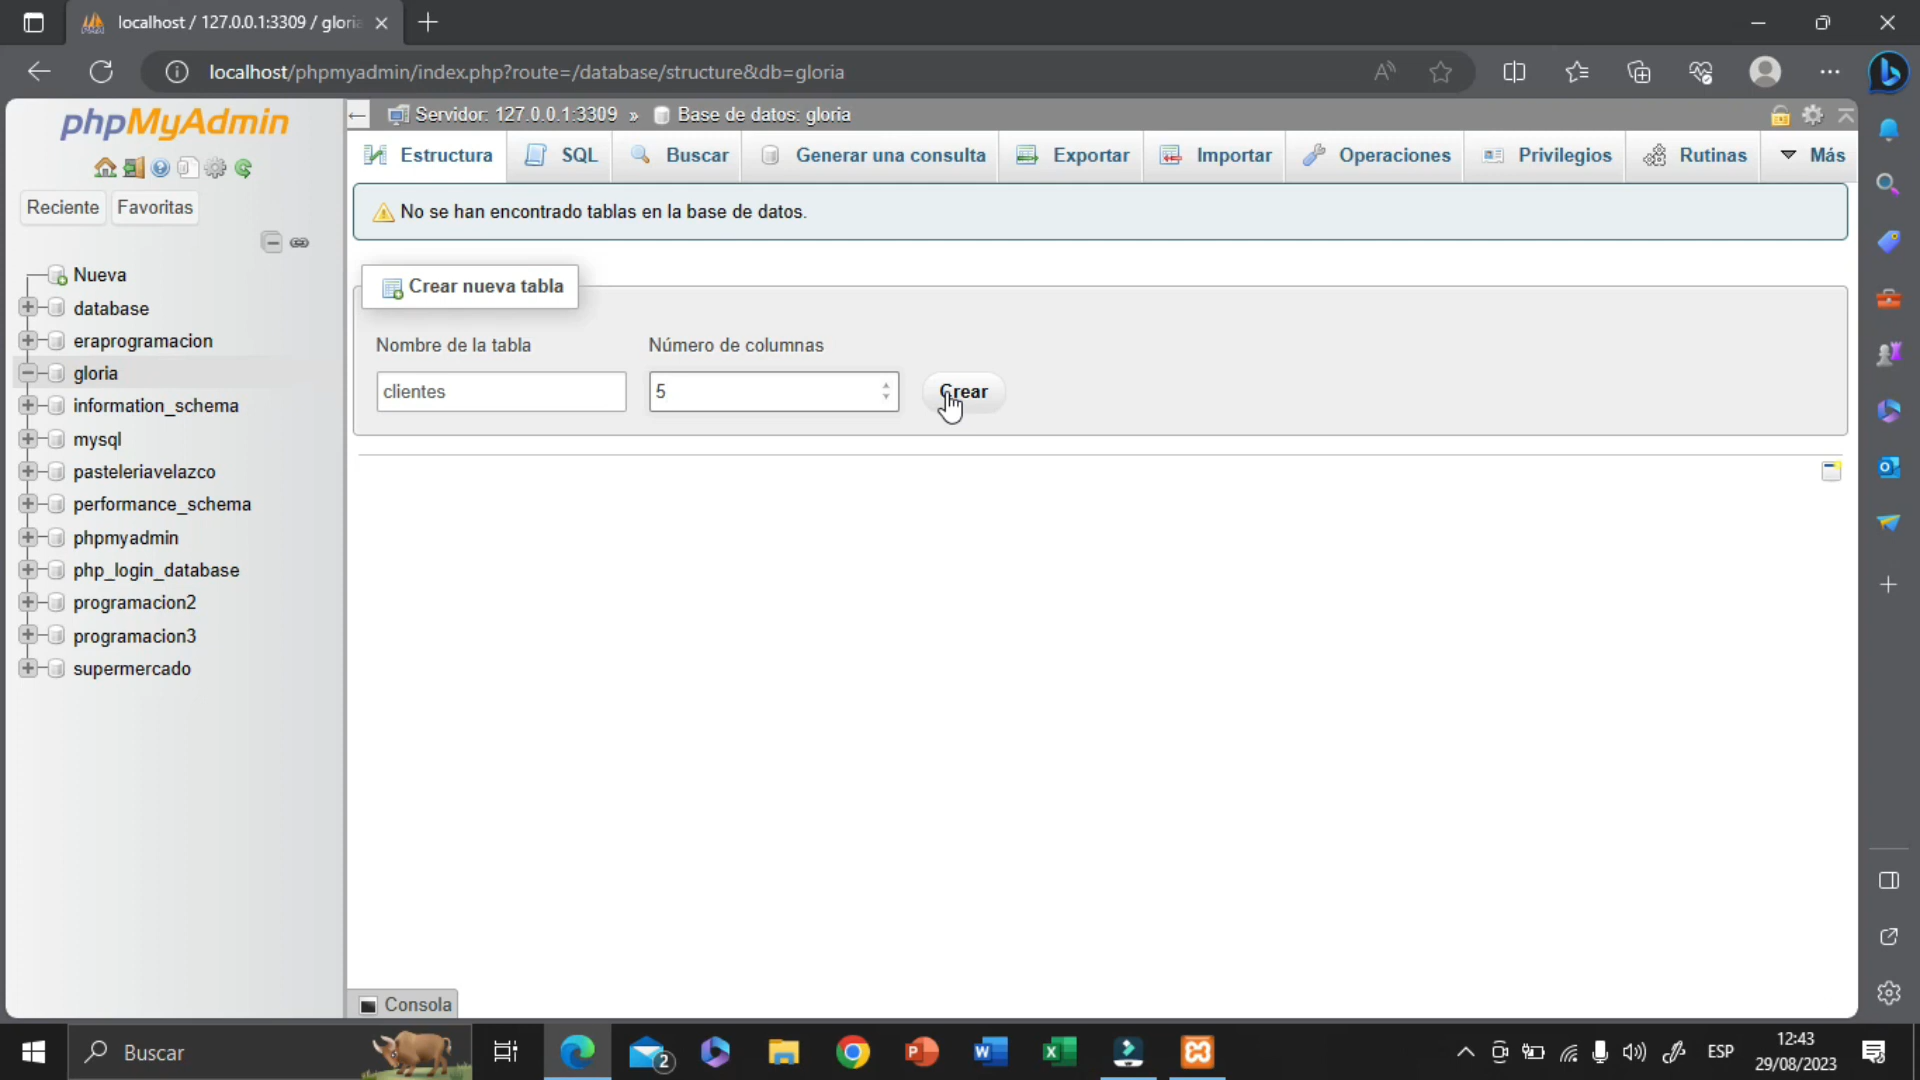 localhost / 127.0.0.1:3309 / gloria
localhost/phpmyadmin/index.php?route=/database/structure&db=gloria
phpMyAdmin
Reciente Favoritas
Nueva
database
eraprogramacion
gloria
information_schema
mysql
pasteleriavelazco
performance_schema
phpmyadmin
php_login_database
programacion2
programacion3
supermercado
Servidor: 127.0.0.1:3309 » Base de datos: gloria
Estructura SQL Buscar Generar una consulta Exportar Importar Operaciones Privilegios Rutinas Más
No se han encontrado tablas en la base de datos.
Crear nueva tabla
Nombre de la tabla Número de columnas
clientes 5 Crear
Consola
Buscar
2
ESP
12:43
29/08/2023